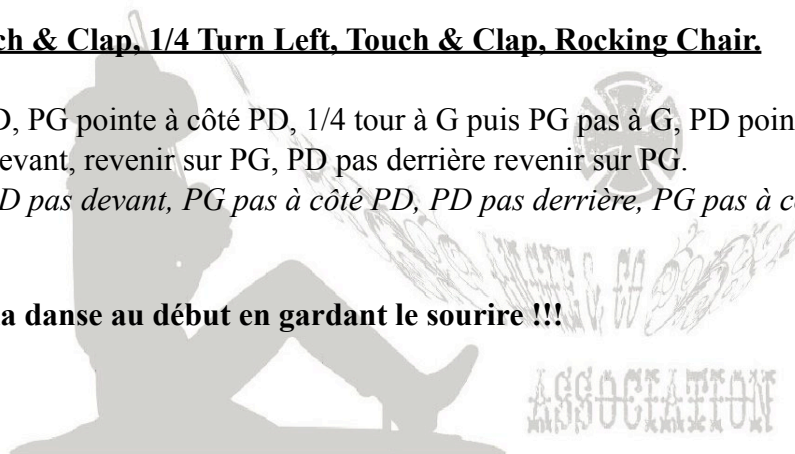 ch & Clap, 1/4 Turn Left, Touch & Clap, Rocking Chair.
D, PG pointe à côté PD, 1/4 tour à G puis PG pas à G, PD poin
evant, revenir sur PG, PD pas derrière revenir sur PG.
D pas devant, PG pas à côté PD, PD pas derrière, PG pas à c
a danse au début en gardant le sourire !!!
ASSOCIATION